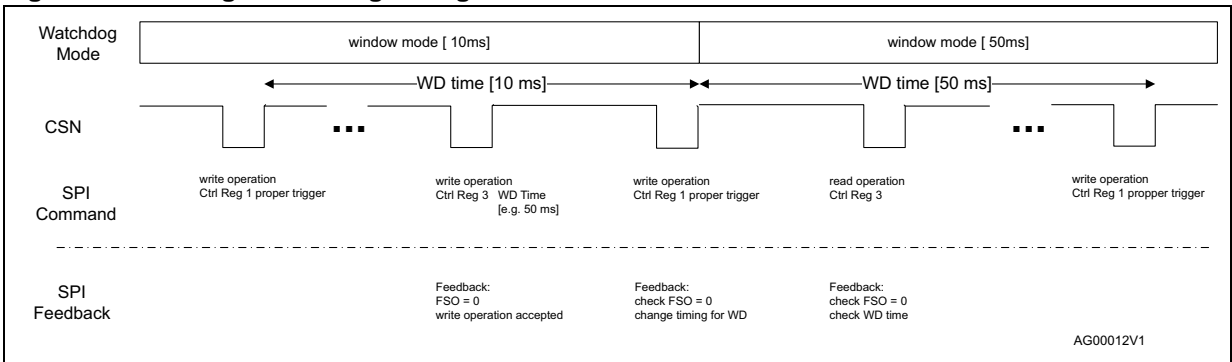 Watchdog
Mode
window mode [ 10ms]
window mode [ 50ms]
WD time [10 ms]
WD time [50 ms]
CSN
...
...
SPI
Command
write operation
Ctrl Reg 1 proper trigger
write operation
Ctrl Reg 3 WD Time
[e.g. 50 ms]
write operation
Ctrl Reg 1 proper trigger
read operation
Ctrl Reg 3
write operation
Ctrl Reg 1 propper trigger
SPI
Feedback
Feedback:
FSO = 0
write operation accepted
Feedback:
check FSO = 0
change timing for WD
Feedback:
check FSO = 0
check WD time
AG00012V1